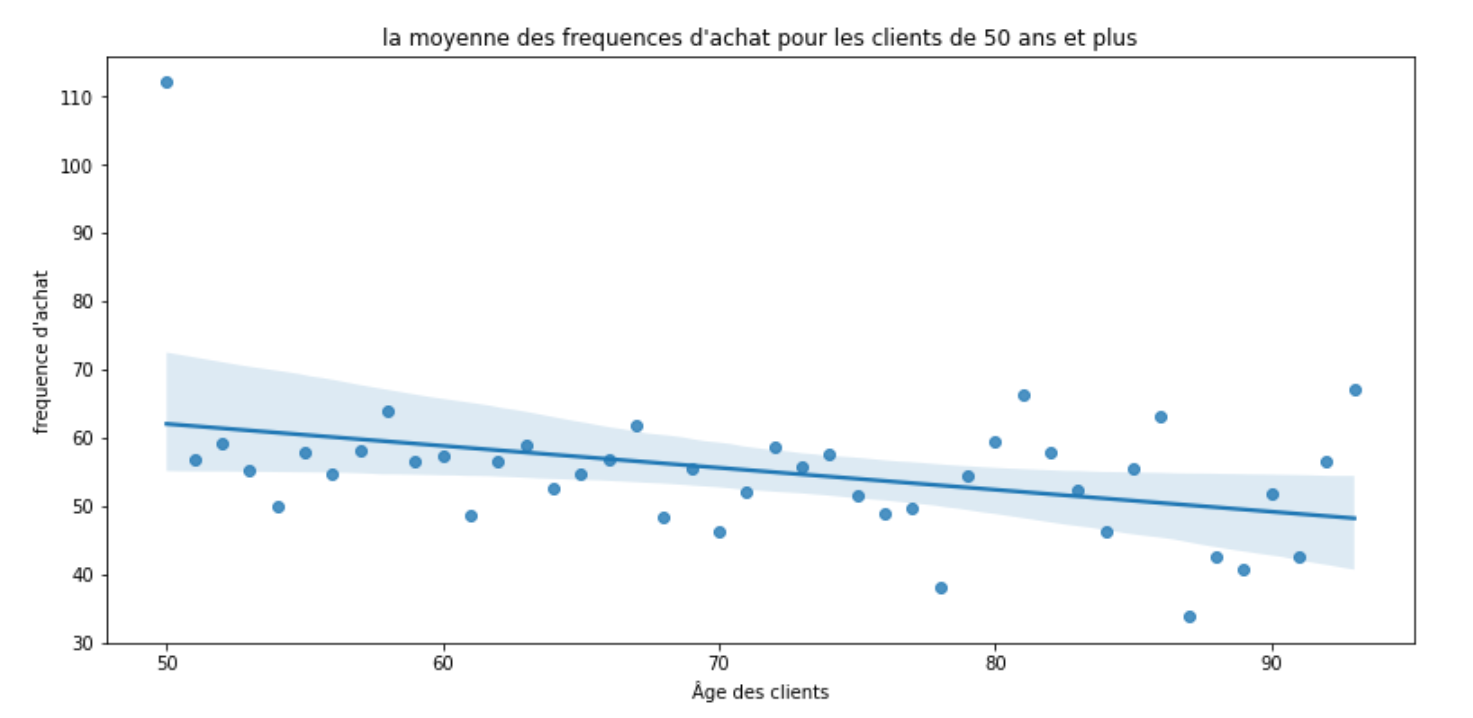 la moyenne des frequences d'achat pour les clients de 50 ans et plus
110
100
90
80
70
60
50
40
30
frequence d'achat
50 60 70 80 90
Âge des clients